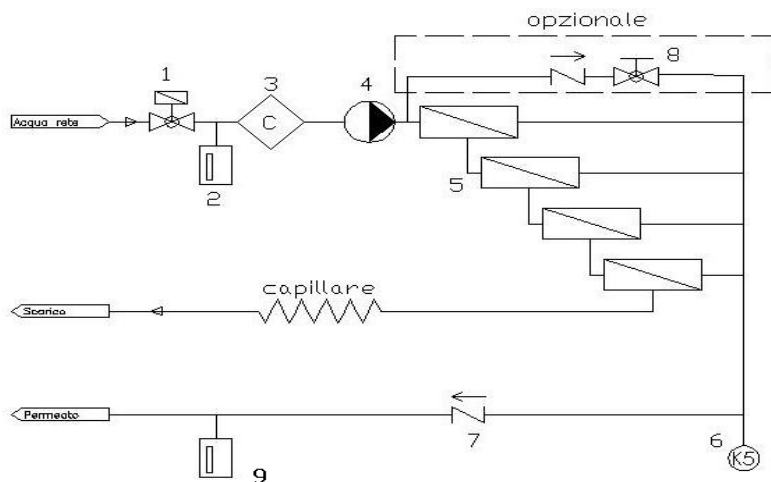 opzionale
1
3
4
8
Acqua rete
C
2
5
capillare
Scarico
Permeato
7
6
K5
9